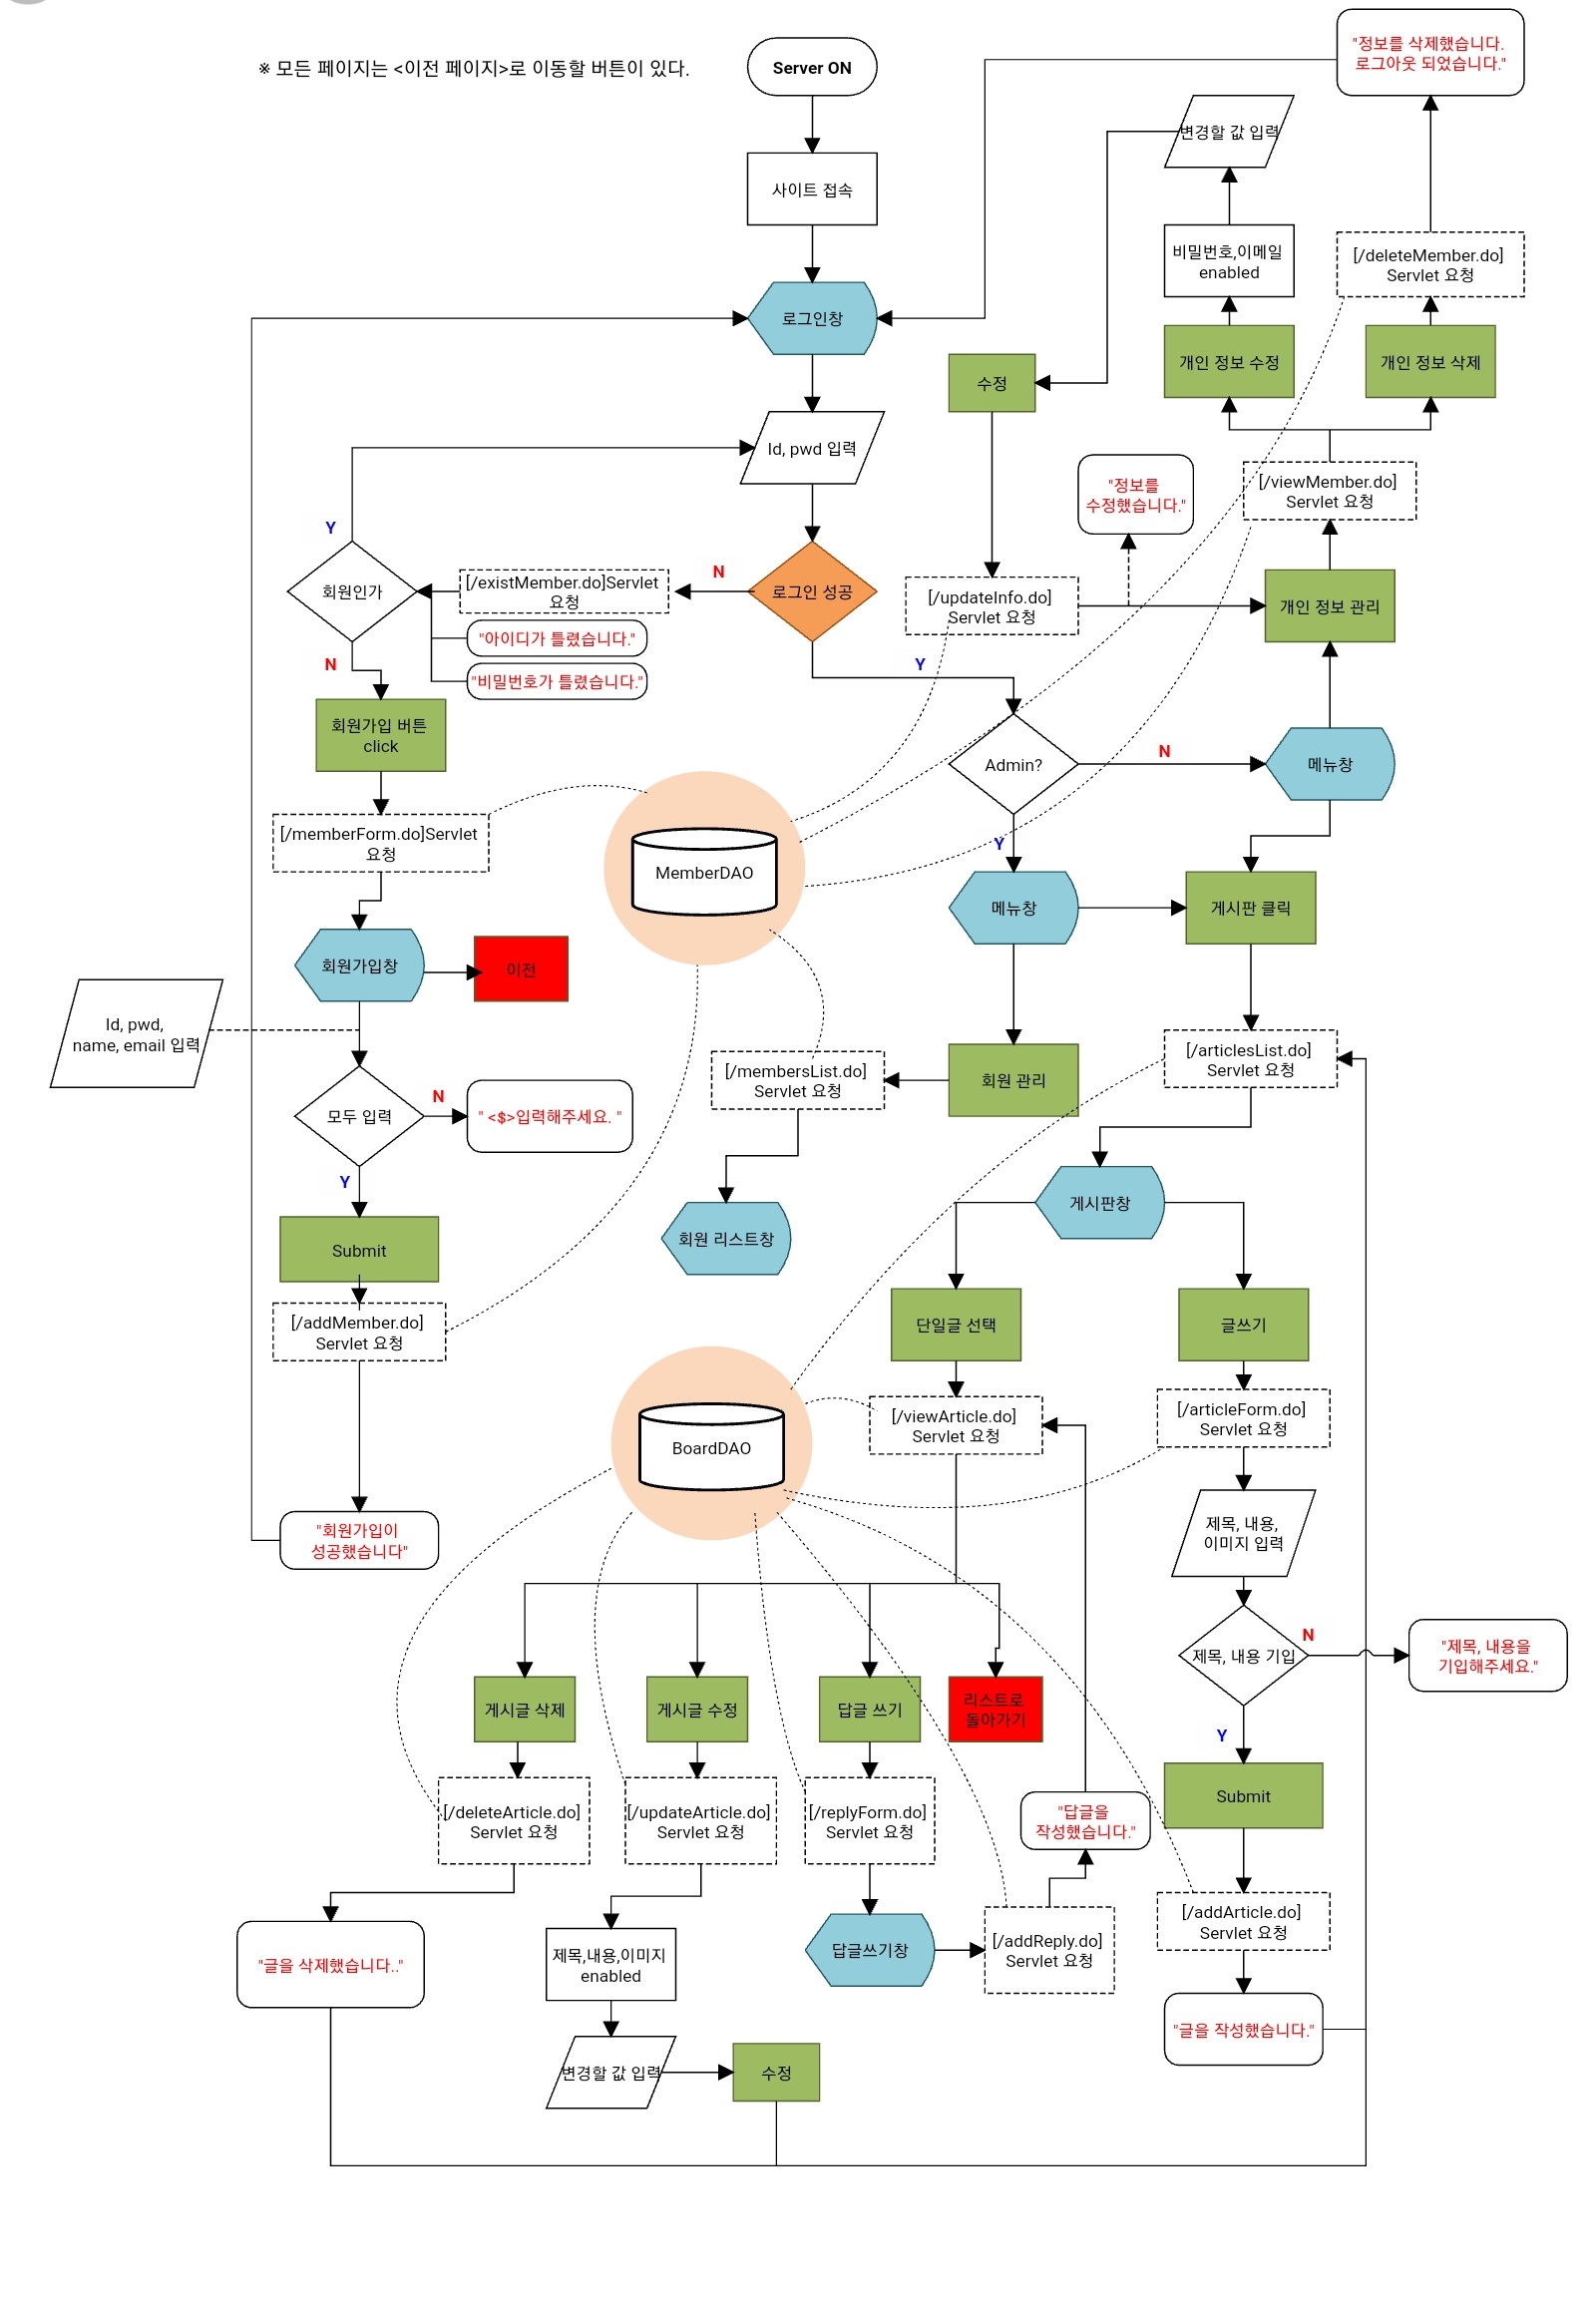 ※ 모든 페이지는 <이전 페이지>로 이동할 버튼이 있다.
Server ON
"정보를 삭제했습니다.
로그아웃 되었습니다."
변경할 값 입력
사이트 접속
비밀번호,이메일
enabled
[/deleteMember.do]
Servlet 요청
로그인창
수정
개인 정보 수정
개인 정보 삭제
Id, pwd 입력
"정보를
수정했습니다."
[/viewMember.do]
Servlet 요청
Y
회원인가
[/existMember.do]Servlet
요청
N
로그인 성공
[/updateInfo.do]
Servlet 요청
개인 정보 관리
"아이디가 틀렸습니다."
"비밀번호가 틀렸습니다."
N
Y
회원가입 버튼
click
Admin?
N
메뉴창
[/memberForm.do]Servlet
요청
MemberDAO
Y
메뉴창
게시판 클릭
회원가입창
이전
Id, pwd,
name, email 입력
[/membersList.do]
Servlet 요청
회원 관리
[/articlesList.do]
Servlet 요청
모두 입력
N
" <$>입력해주세요. "
Y
게시판창
Submit
회원 리스트창
[/addMember.do]
Servlet 요청
단일글 선택
글쓰기
BoardDAO
[/viewArticle.do]
Servlet 요청
[/articleForm.do]
Servlet 요청
"회원가입이
성공했습니다"
제목, 내용,
이미지 입력
제목, 내용 기입
N
"제목, 내용을
기입해주세요."
게시글 삭제
게시글 수정
답글 쓰기
리스트로
돌아가기
Y
Submit
[/deleteArticle.do]
Servlet 요청
[/updateArticle.do]
Servlet 요청
[/replyForm.do]
Servlet 요청
"답글을
작성했습니다."
"글을 삭제했습니다.."
제목,내용,이미지
enabled
답글쓰기창
[/addReply.do]
Servlet 요청
[/addArticle.do]
Servlet 요청
"글을 작성했습니다."
변경할 값 입력
수정